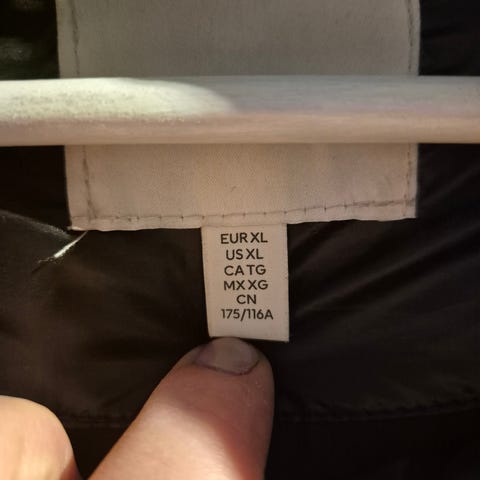 EUR XL
US XL
CA TG
MX XG
CN
175/116A